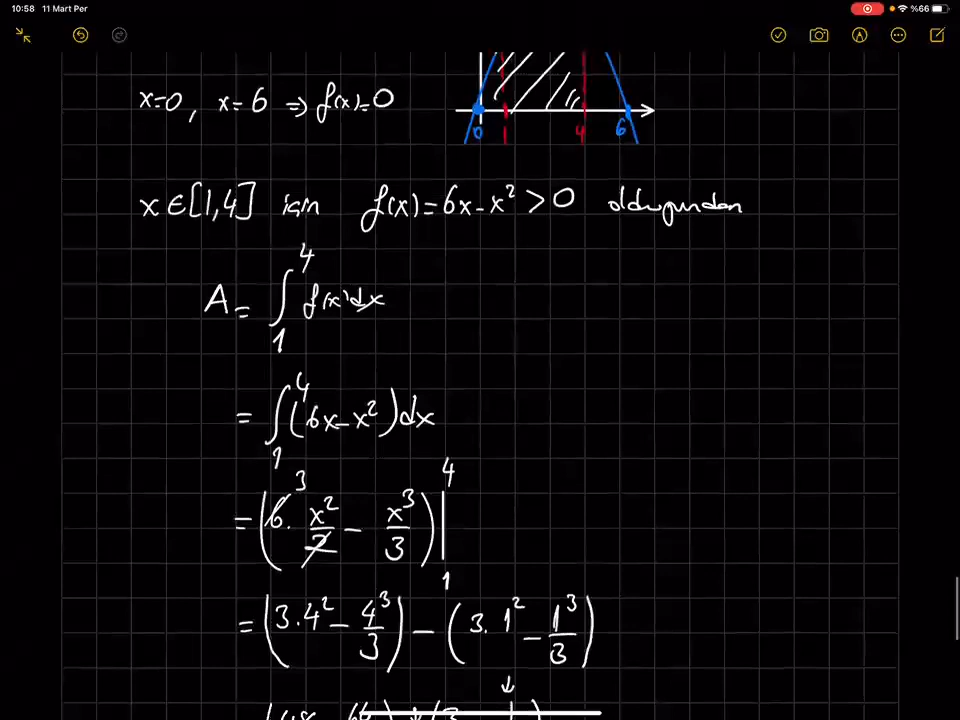 10:58 11 Mart Per %66
x=0, x=6 ⇒ f(x)=0
0 1 4 6
x∈[1,4] için f(x)=6x-x²>0 olduğundan
A = ∫₁⁴ f(x)dx
= ∫₁⁴ (6x-x²)dx
= (6³·x²/2 - x³/3)|₁⁴
= (3.4² - 4³/3) - (3.1² - 1³/3)